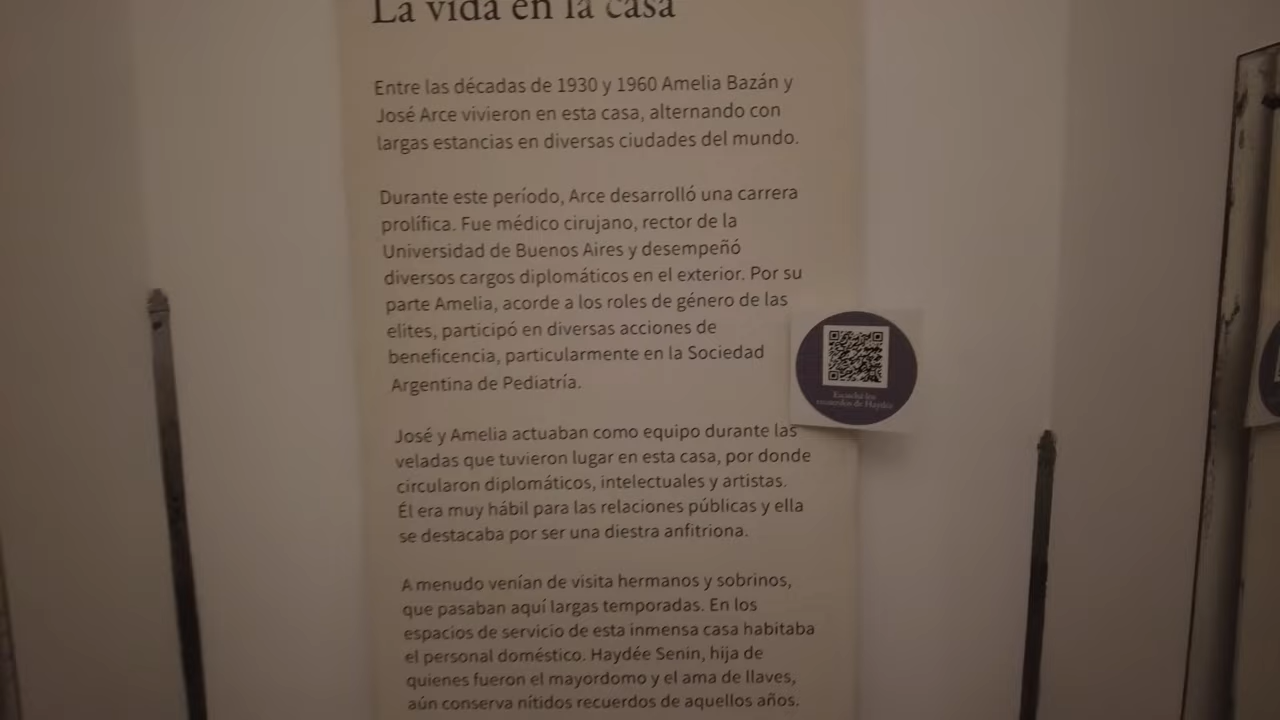 La vida en la casa
Entre las décadas de 1930 y 1960 Amelia Bazán y
José Arce vivieron en esta casa, alternando con
largas estancias en diversas ciudades del mundo.
Durante este período, Arce desarrolló una carrera
prolífica. Fue médico cirujano, rector de la
Universidad de Buenos Aires y desempeñó
diversos cargos diplomáticos en el exterior. Por su
parte Amelia, acorde a los roles de género de las
elites, participó en diversas acciones de
beneficencia, particularmente en la Sociedad
Argentina de Pediatría.
José y Amelia actuaban como equipo durante las
veladas que tuvieron lugar en esta casa, por donde
circularon diplomáticos, intelectuales y artistas.
Él era muy hábil para las relaciones públicas y ella
se destacaba por ser una diestra anfitriona.
A menudo venían de visita hermanos y sobrinos,
que pasaban aquí largas temporadas. En los
espacios de servicio de esta inmensa casa habitaba
el personal doméstico. Haydée Senin, hija de
quienes fueron el mayordomo y el ama de llaves,
aún conserva nítidos recuerdos de aquellos años.
Escuchá los
recuerdos de Haydée